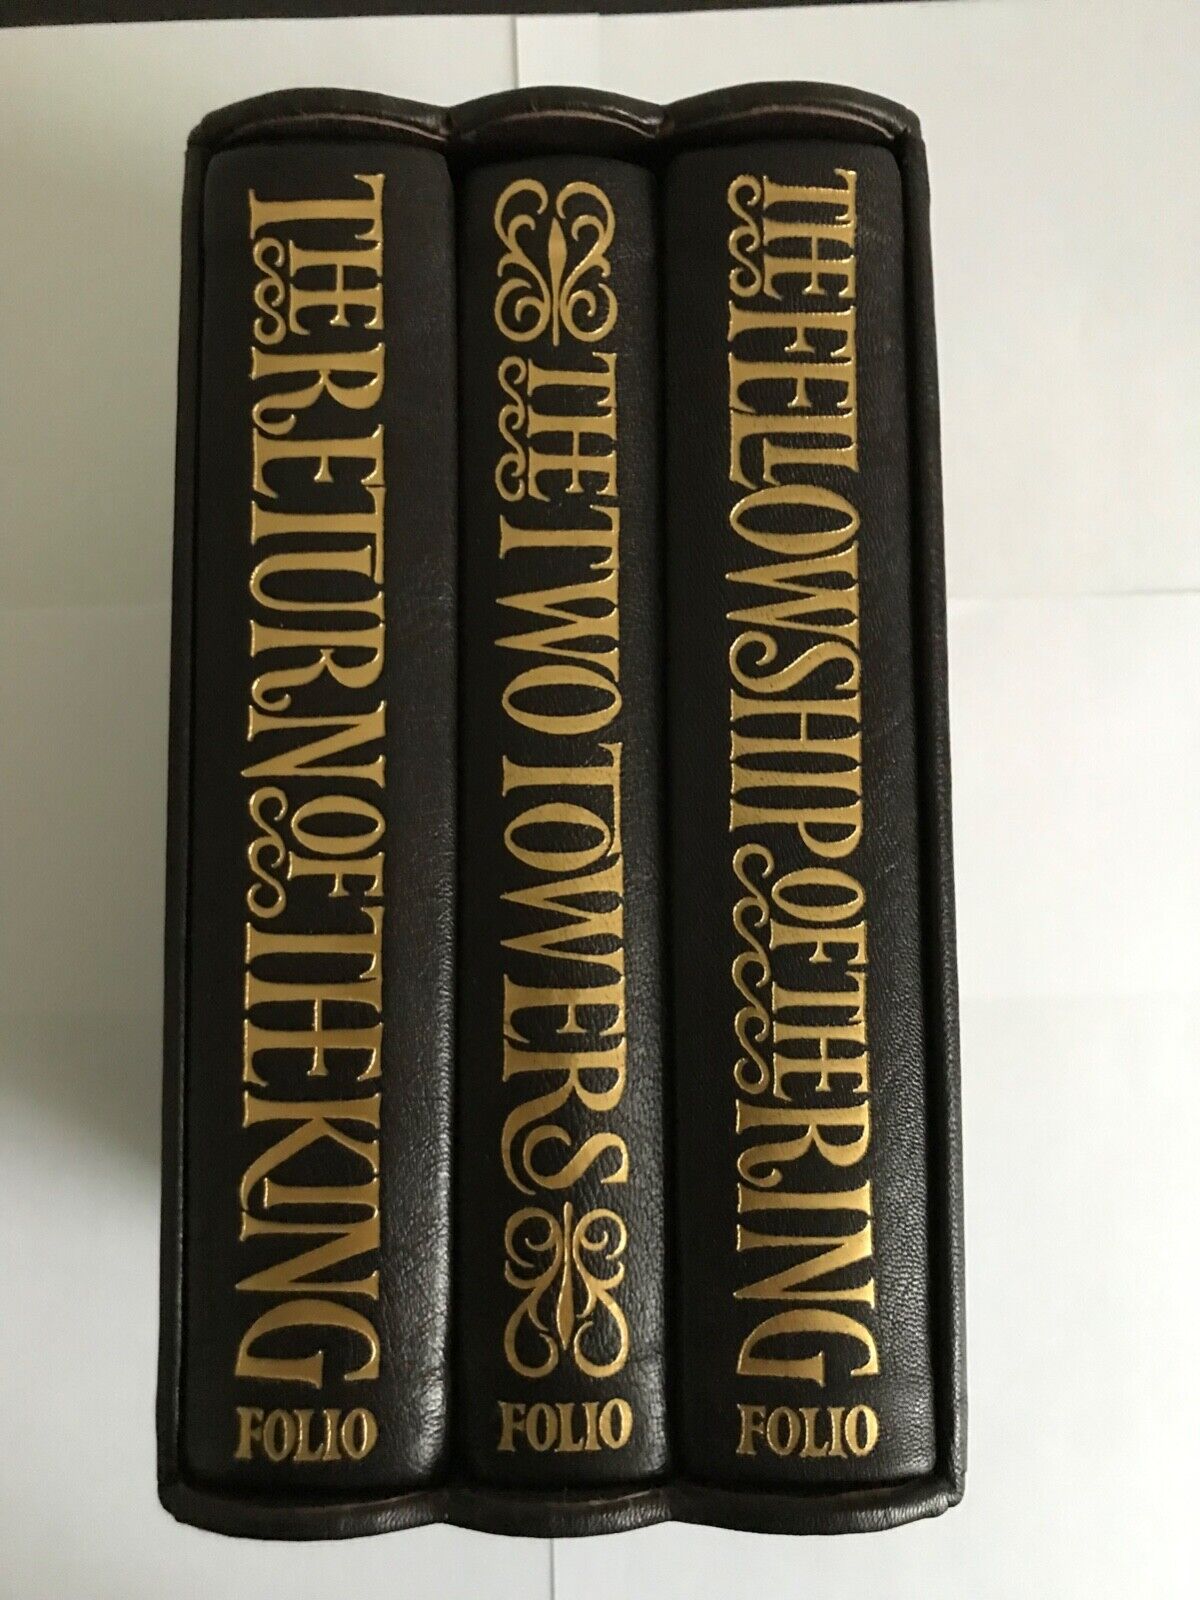 THE RETURN OF THE KING
FOLIO
THE TWO TOWERS
FOLIO
THE FELLOWSHIP OF THE RING
FOLIO